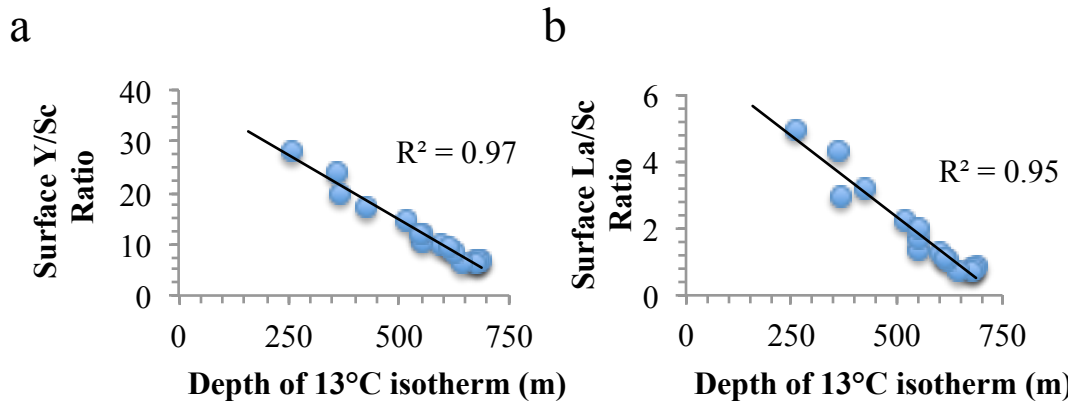 a
Surface Y/Sc
Ratio
40
30
20
10
0
R² = 0.97
0 250 500 750
Depth of 13°C isotherm (m)
b
Surface La/Sc
Ratio
6
4
2
0
R² = 0.95
0 250 500 750
Depth of 13°C isotherm (m)